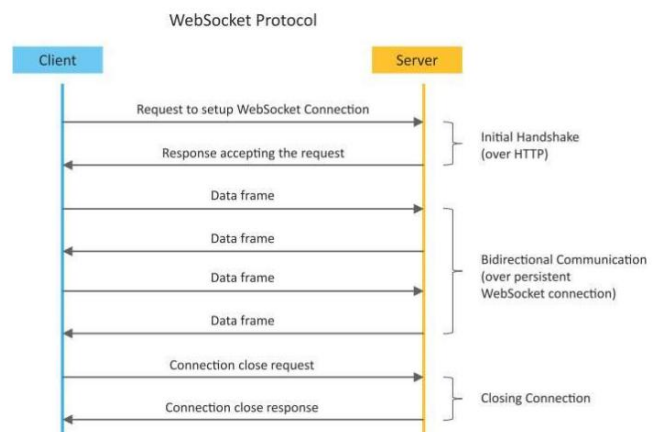 WebSocket Protocol
Client
Server
Request to setup WebSocket Connection
Initial Handshake
(over HTTP)
Response accepting the request
Data frame
Data frame
Data frame
Data frame
Bidirectional Communication
(over persistent
WebSocket connection)
Connection close request
Closing Connection
Connection close response